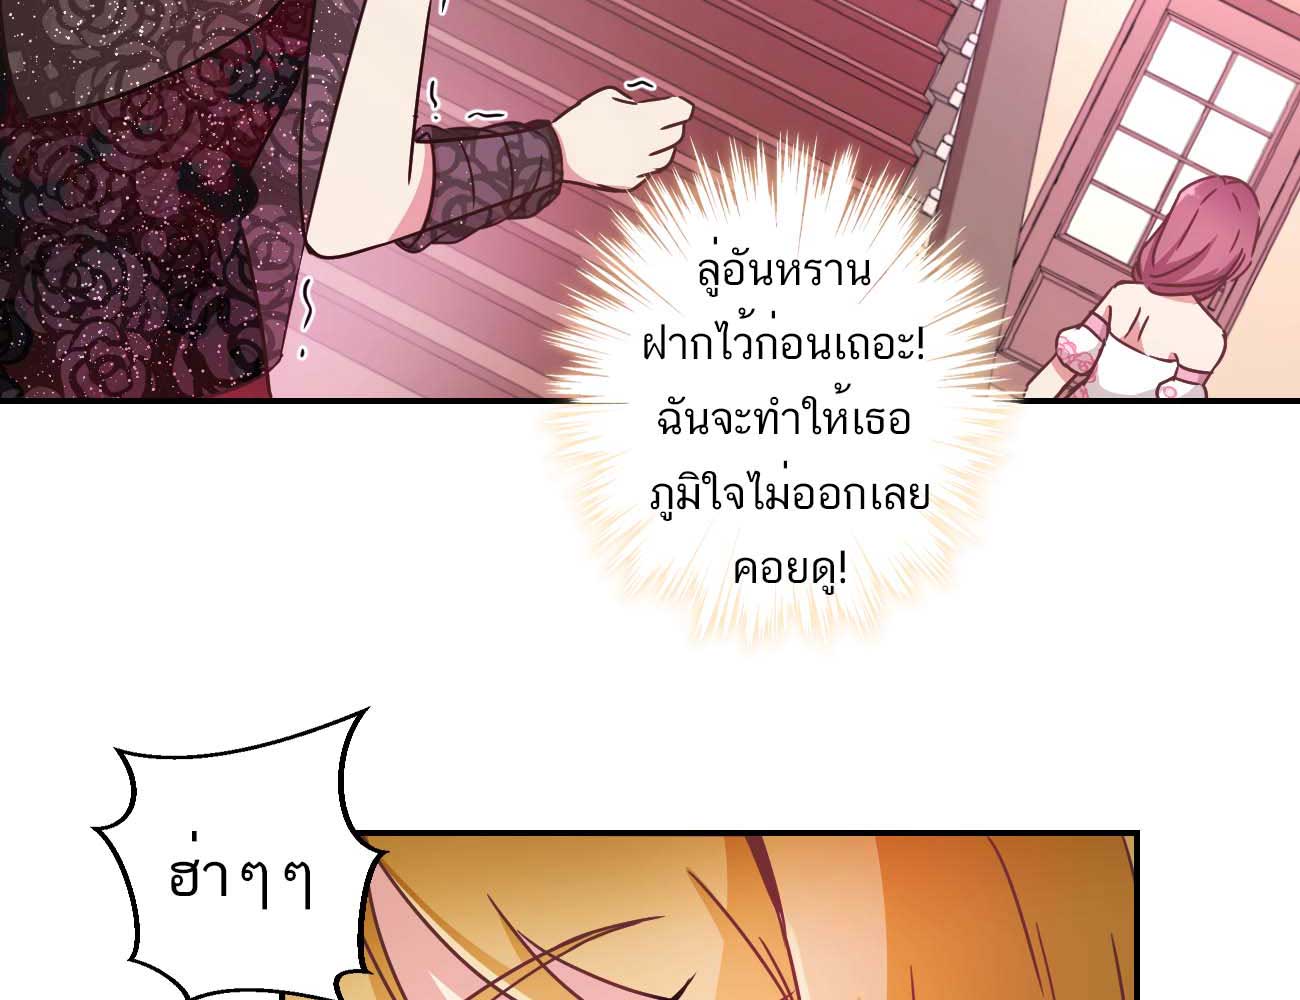 ลู่อันหราน
ฝากไว้ก่อนเถอะ!
ฉันจะทำให้เธอ
ภูมิใจไม่ออกเลย
คอยดู!
ฮ่าๆๆ